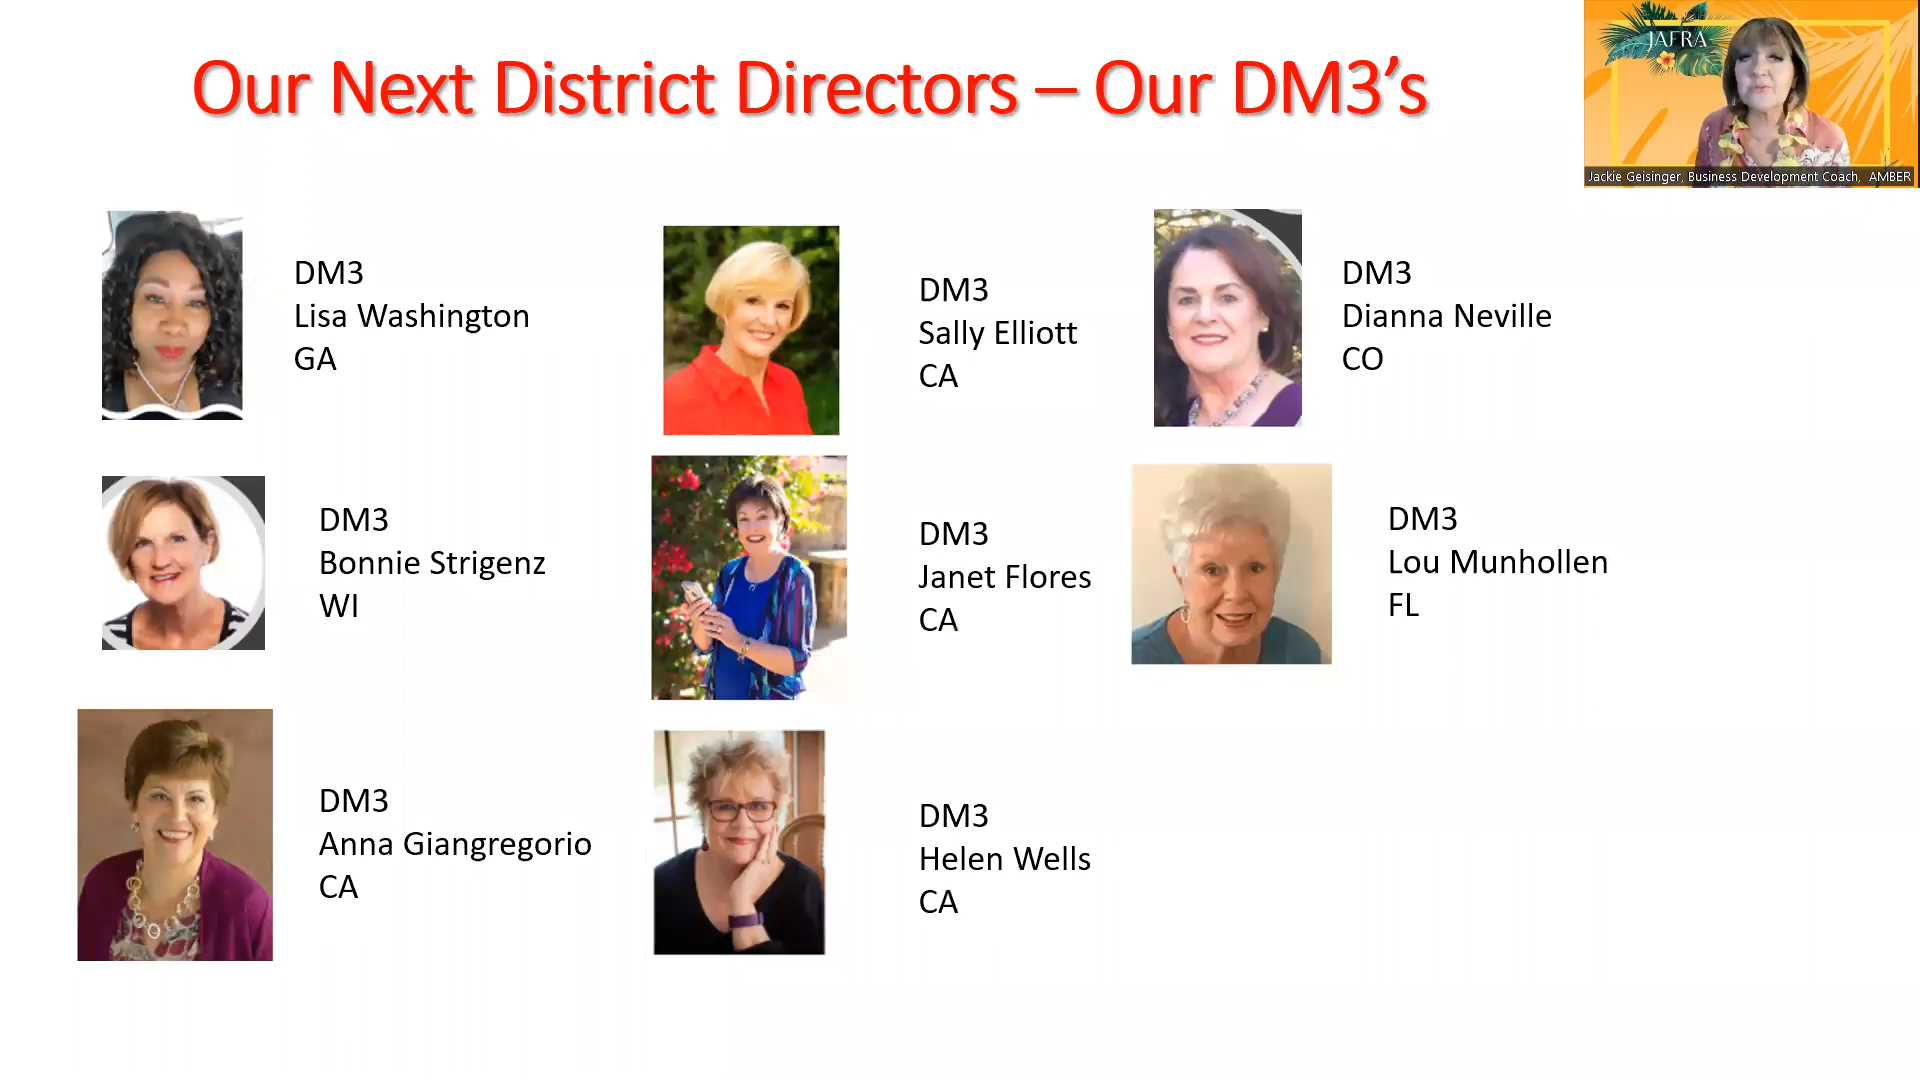 Our Next District Directors – Our DM3’s
JAFRA
Jackie Geisinger, Business Development Coach, AMBER
DM3
Lisa Washington
GA
DM3
Sally Elliott
CA
DM3
Dianna Neville
CO
DM3
Bonnie Strigenz
WI
DM3
Janet Flores
CA
DM3
Lou Munhollen
FL
DM3
Anna Giangregorio
CA
DM3
Helen Wells
CA